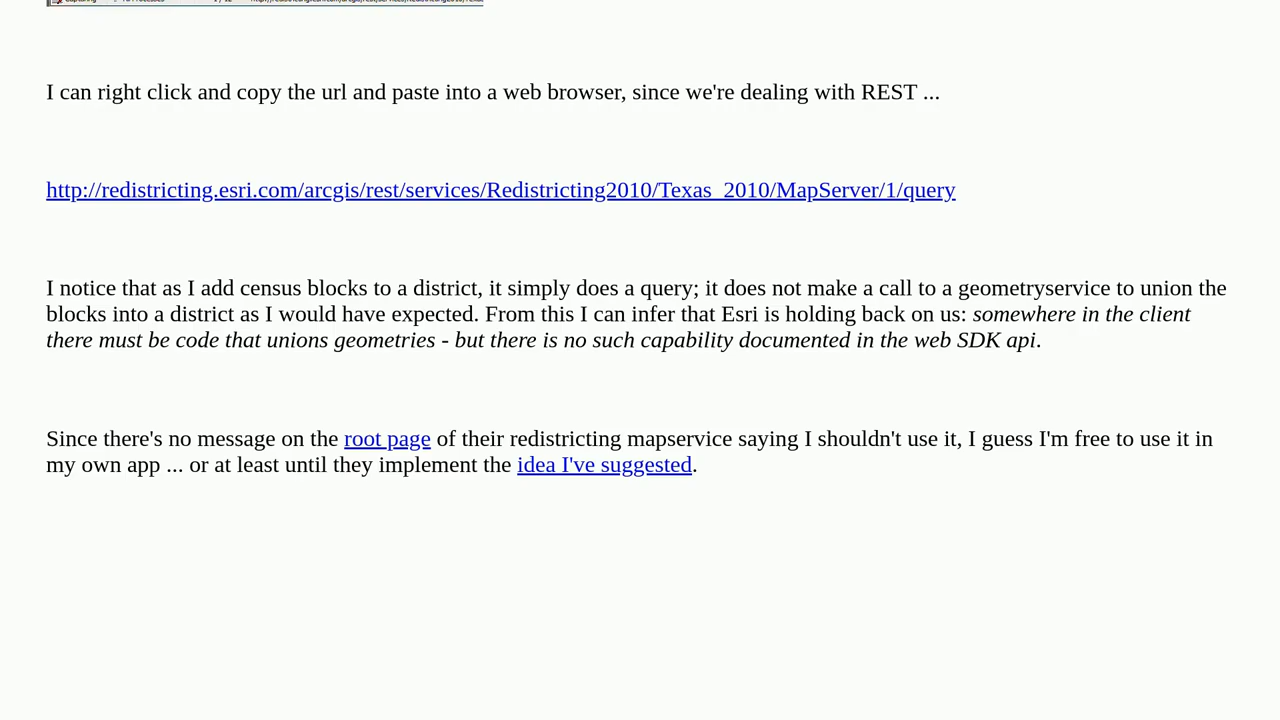 I can right click and copy the url and paste into a web browser, since we're dealing with REST ...
http://redistricting.esri.com/arcgis/rest/services/Redistricting2010/Texas_2010/MapServer/1/query
I notice that as I add census blocks to a district, it simply does a query; it does not make a call to a geometryservice to union the
blocks into a district as I would have expected. From this I can infer that Esri is holding back on us: somewhere in the client
there must be code that unions geometries - but there is no such capability documented in the web SDK api.
Since there's no message on the root page of their redistricting mapservice saying I shouldn't use it, I guess I'm free to use it in
my own app ... or at least until they implement the idea I've suggested.